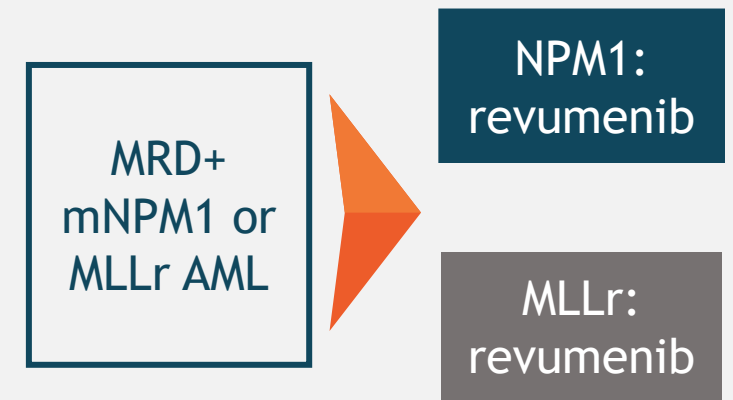 MRD+
mNPM1 or
MLLr AML
NPM1:
revumenib
MLLr:
revumenib